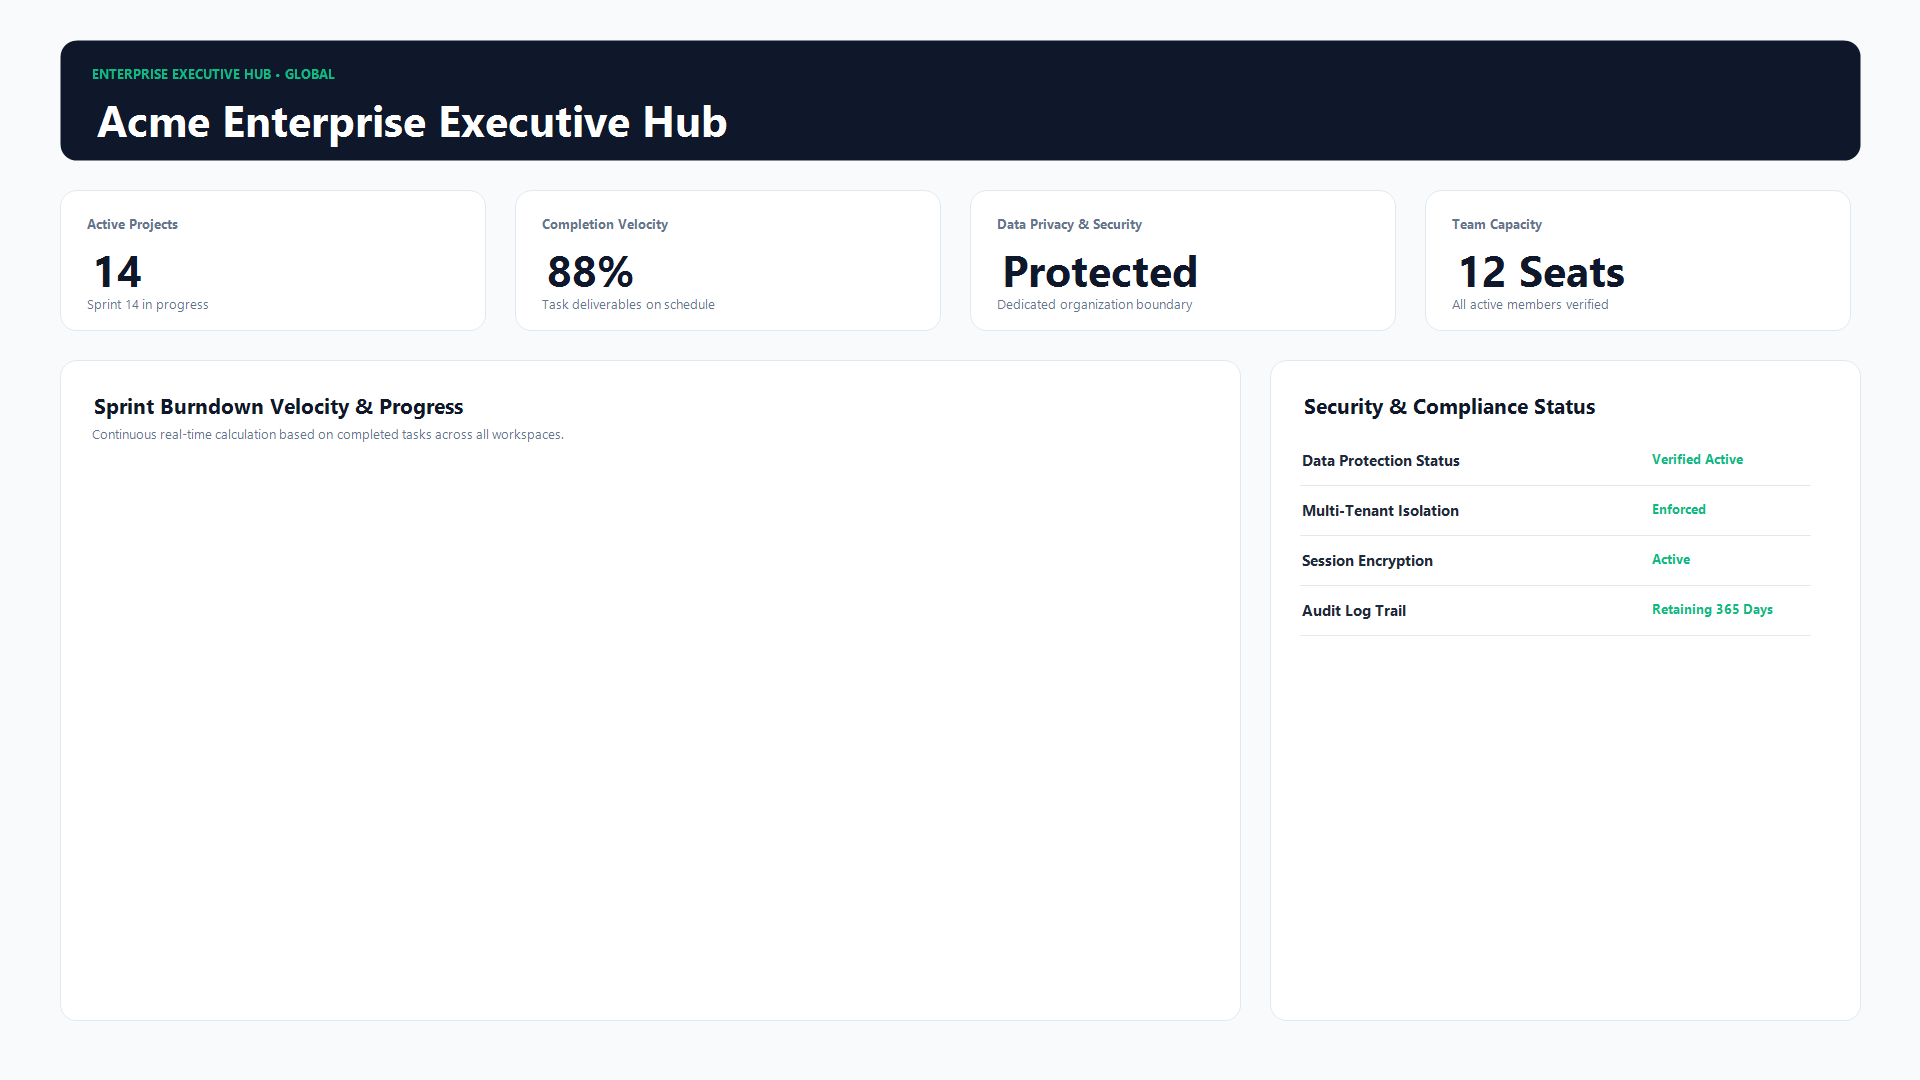 ENTERPRISE EXECUTIVE HUB • GLOBAL
Acme Enterprise Executive Hub
Active Projects
14
Sprint 14 in progress
Completion Velocity
88%
Task deliverables on schedule
Data Privacy & Security
Protected
Dedicated organization boundary
Team Capacity
12 Seats
All active members verified
Sprint Burndown Velocity & Progress
Continuous real-time calculation based on completed tasks across all workspaces.
Security & Compliance Status
Data Protection Status Verified Active
Multi-Tenant Isolation Enforced
Session Encryption Active
Audit Log Trail Retaining 365 Days